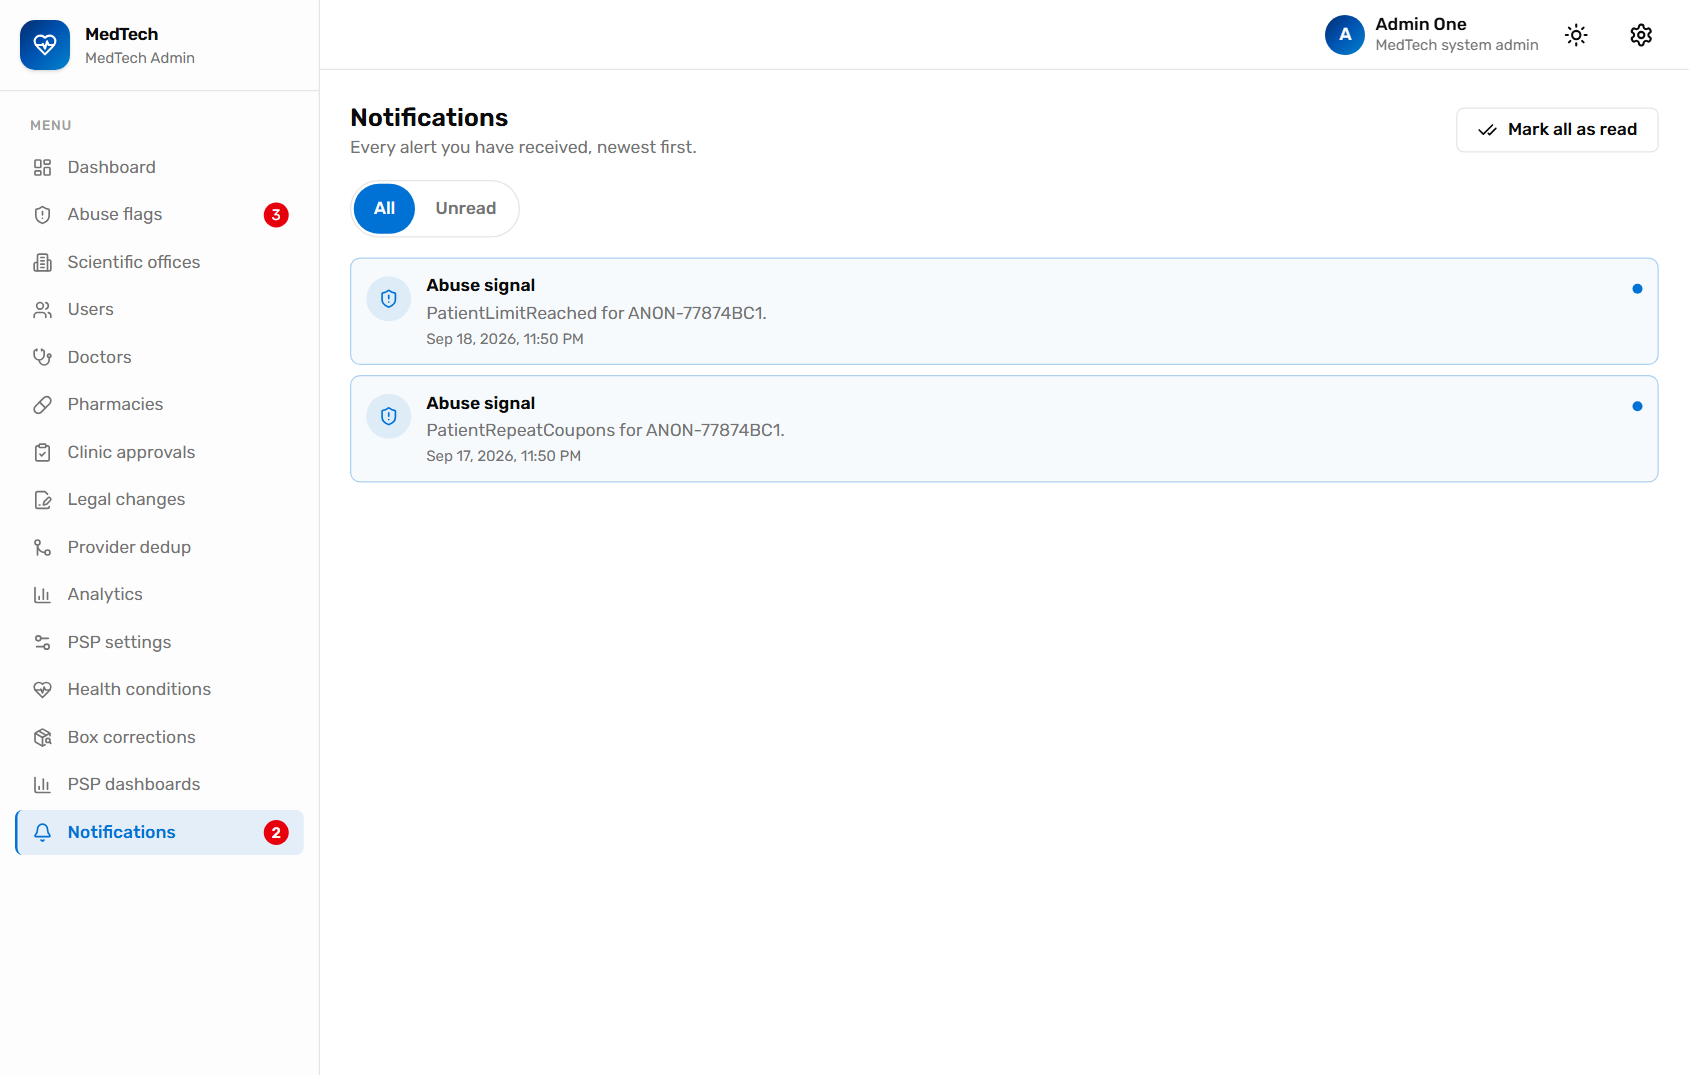 MedTech
MedTech Admin
MENU
Dashboard
Abuse flags 3
Scientific offices
Users
Doctors
Pharmacies
Clinic approvals
Legal changes
Provider dedup
Analytics
PSP settings
Health conditions
Box corrections
PSP dashboards
Notifications 2
A
Admin One
MedTech system admin
Notifications
Every alert you have received, newest first.
Mark all as read
All Unread
Abuse signal
PatientLimitReached for ANON-77874BC1.
Sep 18, 2026, 11:50 PM
Abuse signal
PatientRepeatCoupons for ANON-77874BC1.
Sep 17, 2026, 11:50 PM